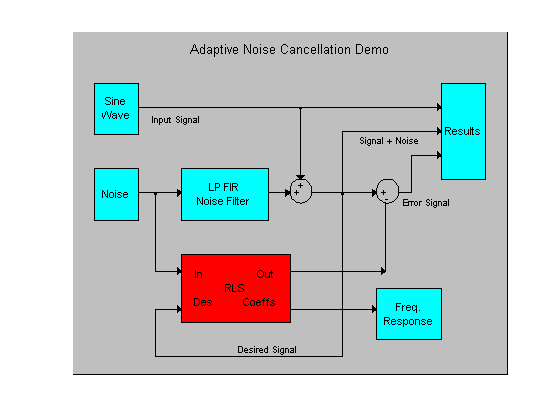 Adaptive Noise Cancellation Demo
Sine
Wave
Input Signal
Results
Signal + Noise
Noise
LP FIR
Noise Filter
+
+
+
-
Error Signal
In
Out
RLS
Des
Coeffs
Freq.
Response
Desired Signal